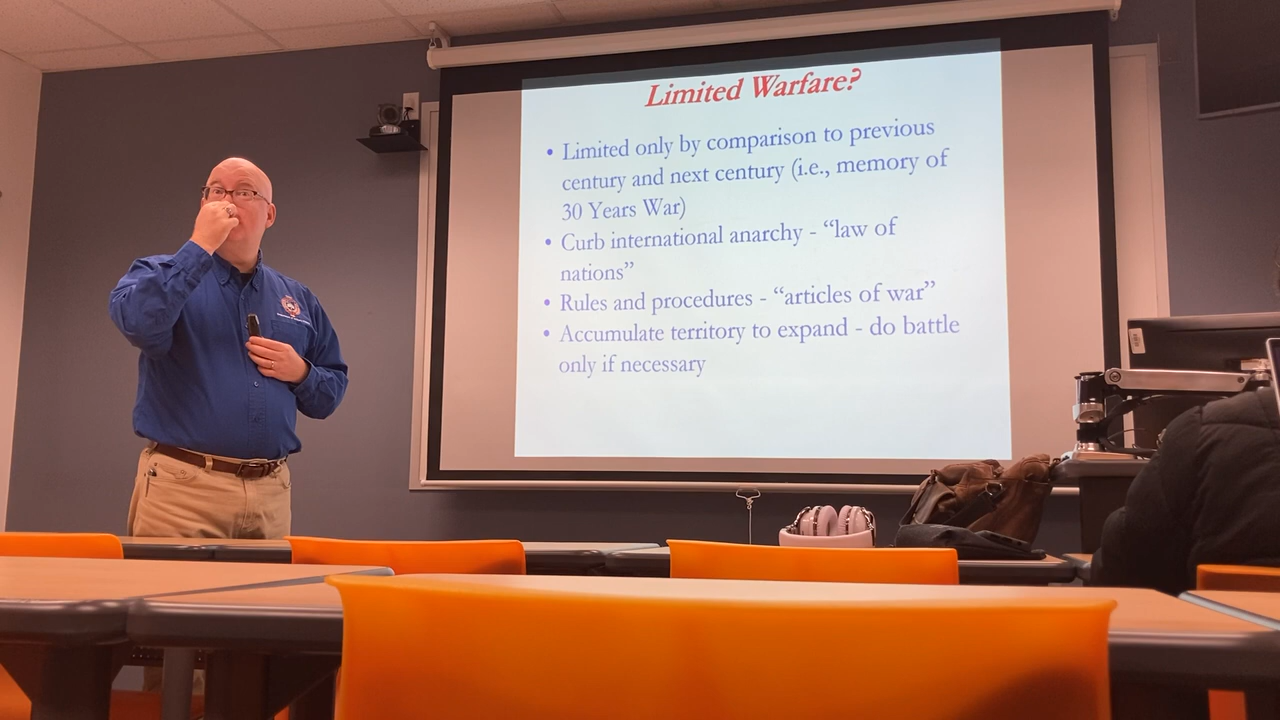 Limited Warfare?
• Limited only by comparison to previous
century and next century (i.e., memory of
30 Years War)
• Curb international anarchy - “law of
nations”
• Rules and procedures - “articles of war”
• Accumulate territory to expand - do battle
only if necessary